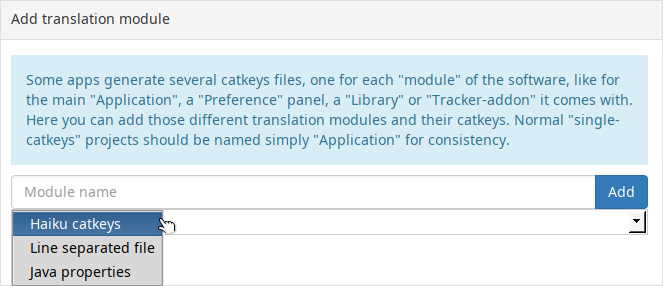 Add translation module
Some apps generate several catkeys files, one for each "module" of the software, like for
the main "Application", a "Preference" panel, a "Library" or "Tracker-addon" it comes with.
Here you can add those different translation modules and their catkeys. Normal "single-
catkeys" projects should be named simply "Application" for consistency.
Module name
Add
Haiku catkeys
Line separated file
Java properties